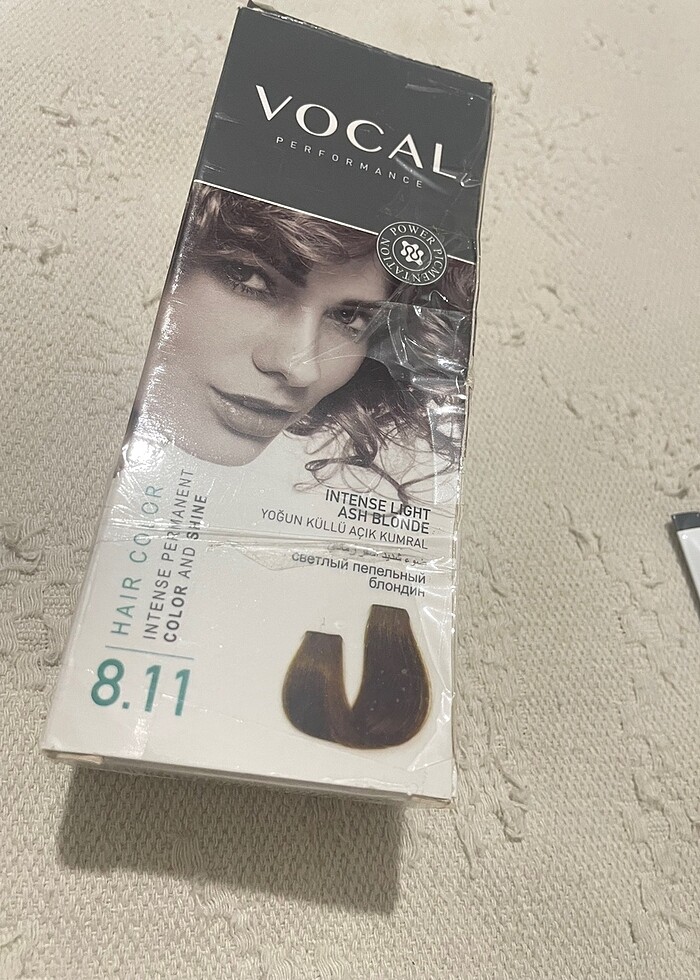 VOCAL
PERFORMANCE
POWER PIGMENTATION
INTENSE LIGHT
ASH BLONDE
YOĞUN KÜLLÜ AÇIK KUMRAL
светлый пепельный
блондин
HAIR COLOR
INTENSE PERMANENT
COLOR AND SHINE
8.11